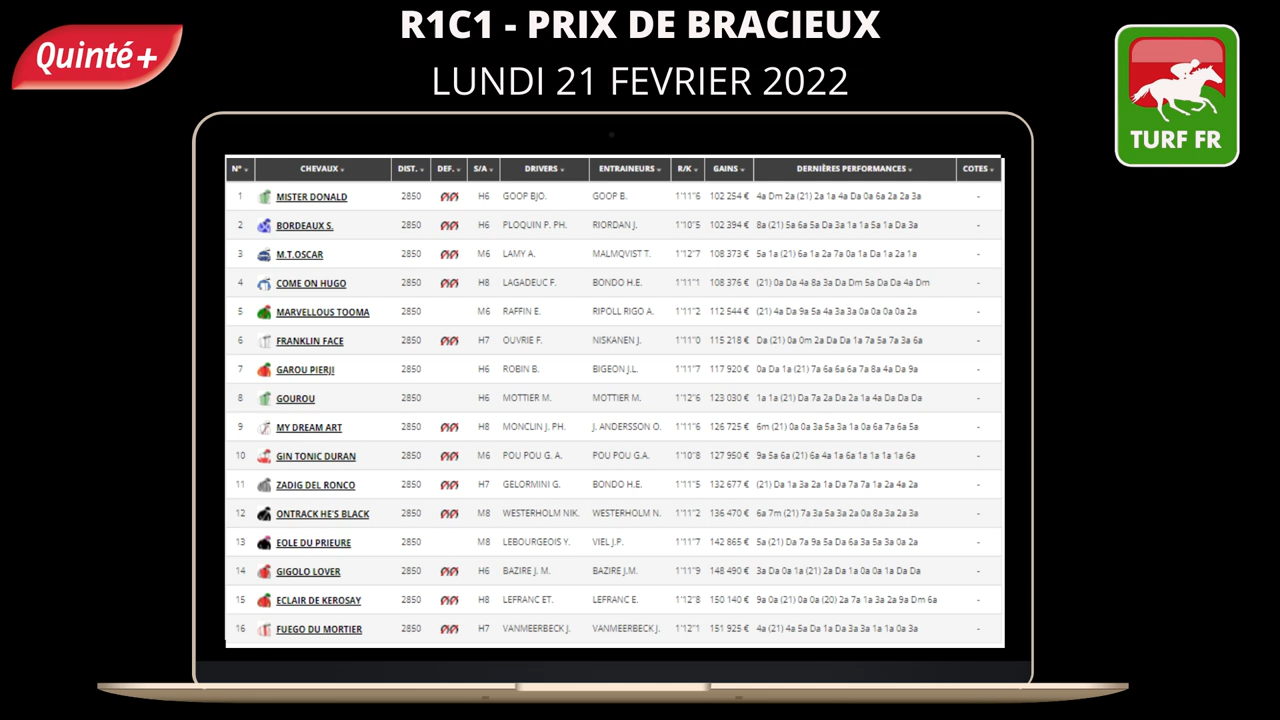 R1C1 - PRIX DE BRACIEUX
Quinté+
LUNDI 21 FEVRIER 2022
TURF FR
N° CHEVAUX DIST. DEF. S/A DRIVERS ENTRAINEURS R/K GAINS DERNIÈRES PERFORMANCES COTES
1 MISTER DONALD 2850 H6 GOOP BJO. GOOP B. 1'11"6 102 254 € 4a Dm 2a (21) 2a 1a 4a Da 0a 6a 2a 2a 3a -
2 BORDEAUX S. 2850 H6 PLOQUIN P. PH. RIORDAN J. 1'10"5 102 394 € 8a (21) 5a 6a 5a Da 3a 1a 1a 5a 1a Da 3a -
3 M.T.OSCAR 2850 M6 LAMY A. MALMQVIST T. 1'12"7 108 373 € 5a 1a (21) 6a 1a 2a 7a 0a 1a Da 1a 2a 1a -
4 COME ON HUGO 2850 H8 LAGADEUC F. BONDO H.E. 1'11"1 108 376 € (21) 0a Da 4a 8a 3a Da Dm 5a Da Da 4a Dm -
5 MARVELLOUS TOOMA 2850 M6 RAFFIN E. RIPOLL RIGO A. 1'11"2 112 544 € (21) 4a Da 9a 5a 4a 3a 3a 0a 0a 0a 0a 2a -
6 FRANKLIN FACE 2850 H7 OUVRIE F. NISKANEN J. 1'11"0 115 218 € Da (21) 0a 0m 2a Da Da 1a 7a 5a 7a 3a 6a -
7 GAROU PIERJI 2850 H6 ROBIN B. BIGEON J.L. 1'11"7 117 920 € 0a Da 1a (21) 7a 6a 6a 6a 7a 8a 4a Da 9a -
8 GOUROU 2850 H6 MOTTIER M. MOTTIER M. 1'12"6 123 030 € 1a 1a (21) Da 7a 2a Da 2a 1a 4a Da Da Da -
9 MY DREAM ART 2850 H8 MONCLIN J. PH. J. ANDERSSON O. 1'11"6 126 725 € 6m (21) 0a 0a 3a 5a 3a 1a 0a 6a 7a 6a 5a -
10 GIN TONIC DURAN 2850 M6 POU POU G. A. POU POU G.A. 1'10"8 127 950 € 9a 5a 6a (21) 6a 4a 1a 6a 1a 1a 1a 1a 6a -
11 ZADIG DEL RONCO 2850 H7 GELORMINI G. BONDO H.E. 1'11"5 132 677 € (21) Da 1a 3a 2a 1a Da 7a 7a 1a 2a 4a 2a -
12 ONTRACK HE'S BLACK 2850 M8 WESTERHOLM NIK. WESTERHOLM N. 1'11"2 136 470 € 6a 7m (21) 7a 3a 5a 3a 2a 0a 8a 3a 2a 3a -
13 EOLE DU PRIEURE 2850 M8 LEBOURGEOIS Y. VIEL J.P. 1'11"7 142 865 € 5a (21) Da 7a 9a 5a Da 6a 3a 5a 3a 0a 2a -
14 GIGOLO LOVER 2850 H6 BAZIRE J. M. BAZIRE J.M. 1'11"9 148 490 € 3a Da 0a 1a (21) 2a Da 1a 0a 0a 1a Da Da -
15 ECLAIR DE KEROSAY 2850 H8 LEFRANC ET. LEFRANC E. 1'12"8 150 140 € 9a 0a (21) 0a 0a (20) 2a 7a 1a 3a 2a 9a Dm 6a -
16 FUEGO DU MORTIER 2850 H7 VANMEERBECK J. VANMEERBECK J. 1'12"1 151 925 € 4a (21) 4a 5a Da 1a Da 3a 3a 1a 1a 0a 3a -